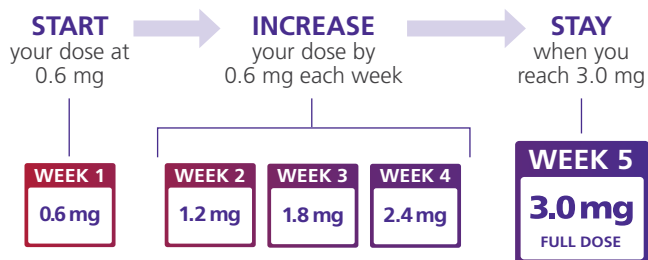 START
your dose at
0.6 mg
INCREASE
your dose by
0.6 mg each week
STAY
when you
reach 3.0 mg
WEEK 1
0.6 mg
WEEK 2
1.2 mg
WEEK 3
1.8 mg
WEEK 4
2.4 mg
WEEK 5
3.0 mg
FULL DOSE